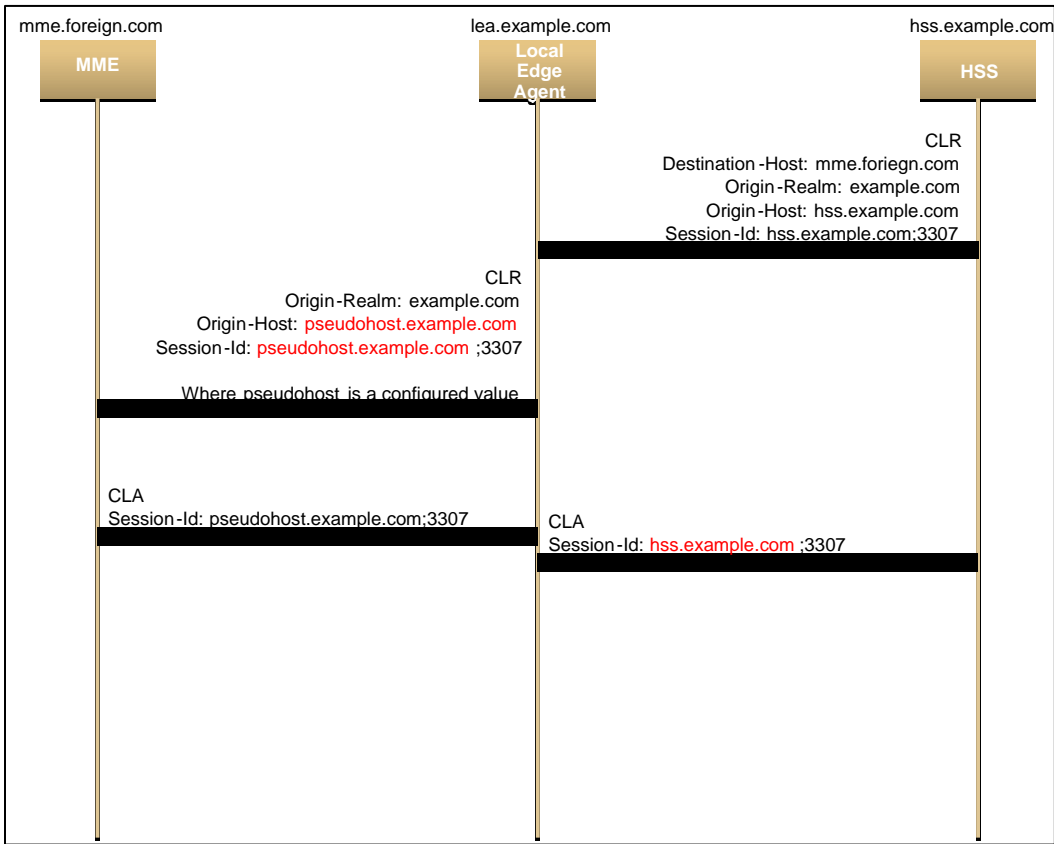 mme.foreign.com
lea.example.com
hss.example.com
MME
Local
Edge
Agent
HSS
CLR
Destination-Host: mme.foriegn.com
Origin-Realm: example.com
Origin-Host: hss.example.com
Session-Id: hss.example.com;3307
CLR
Origin-Realm: example.com
Origin-Host: pseudohost.example.com
Session-Id: pseudohost.example.com ;3307
Where pseudohost is a configured value
CLA
Session-Id: pseudohost.example.com;3307
CLA
Session-Id: hss.example.com ;3307